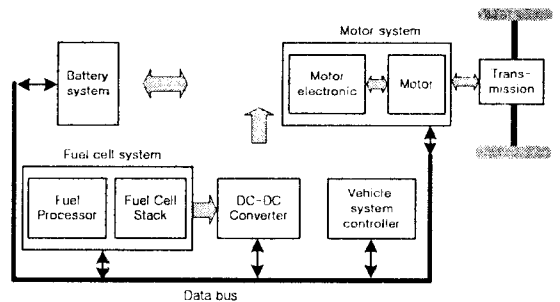 Motor system
Battery
system
Motor
electronic
Motor
Trans-
mission
Fuel cell system
Fuel
Processor
Fuel Cell
Stack
DC-DC
Converter
Vehicle
system
controller
Data bus